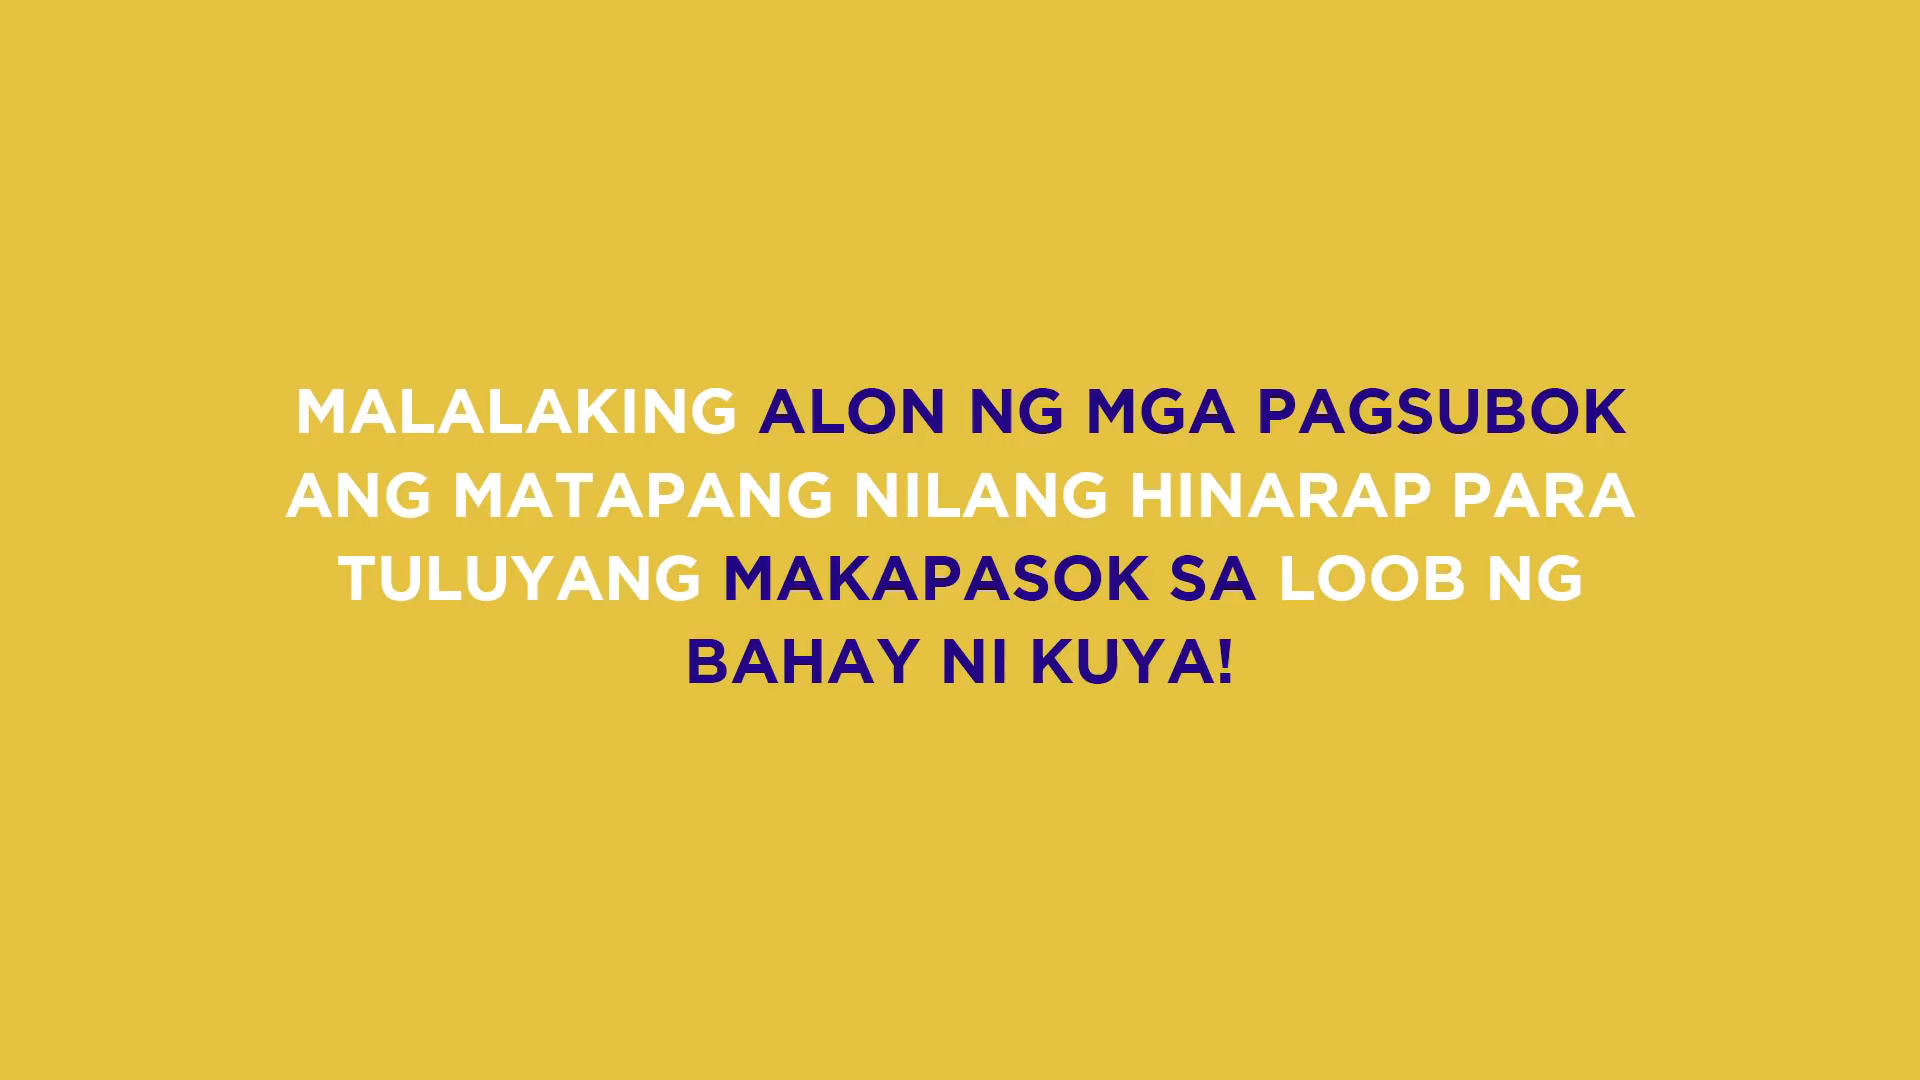 MALALAKING ALON NG MGA PAGSUBOK
ANG MATAPANG NILANG HINARAP PARA
TULUYANG MAKAPASOK SA LOOB NG
BAHAY NI KUYA!